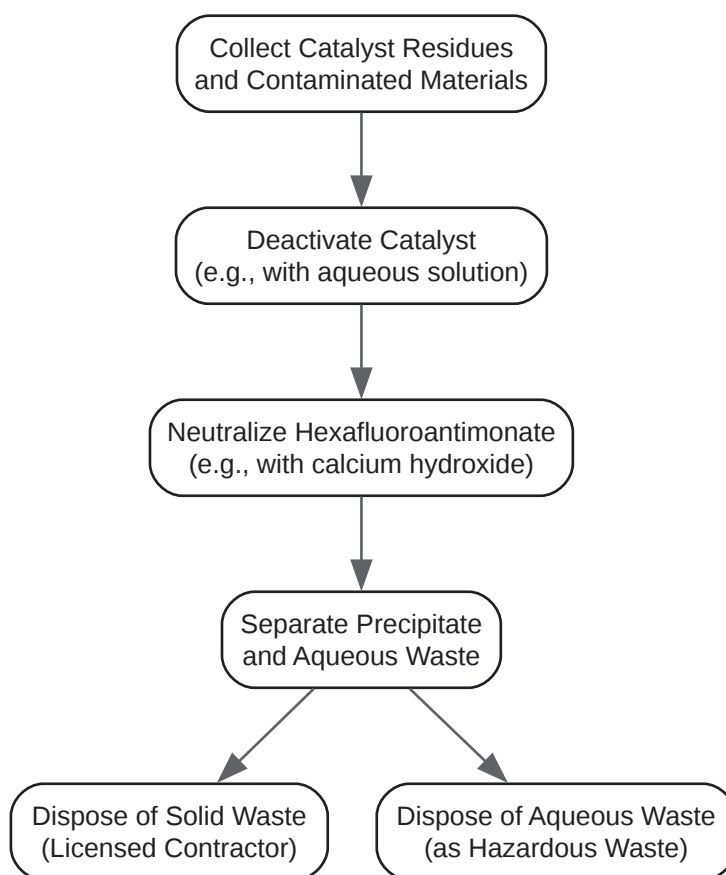 Collect Catalyst Residues
and Contaminated Materials
Deactivate Catalyst
(e.g., with aqueous solution)
Neutralize Hexafluoroantimonate
(e.g., with calcium hydroxide)
Separate Precipitate
and Aqueous Waste
Dispose of Solid Waste
(Licensed Contractor)
Dispose of Aqueous Waste
(as Hazardous Waste)